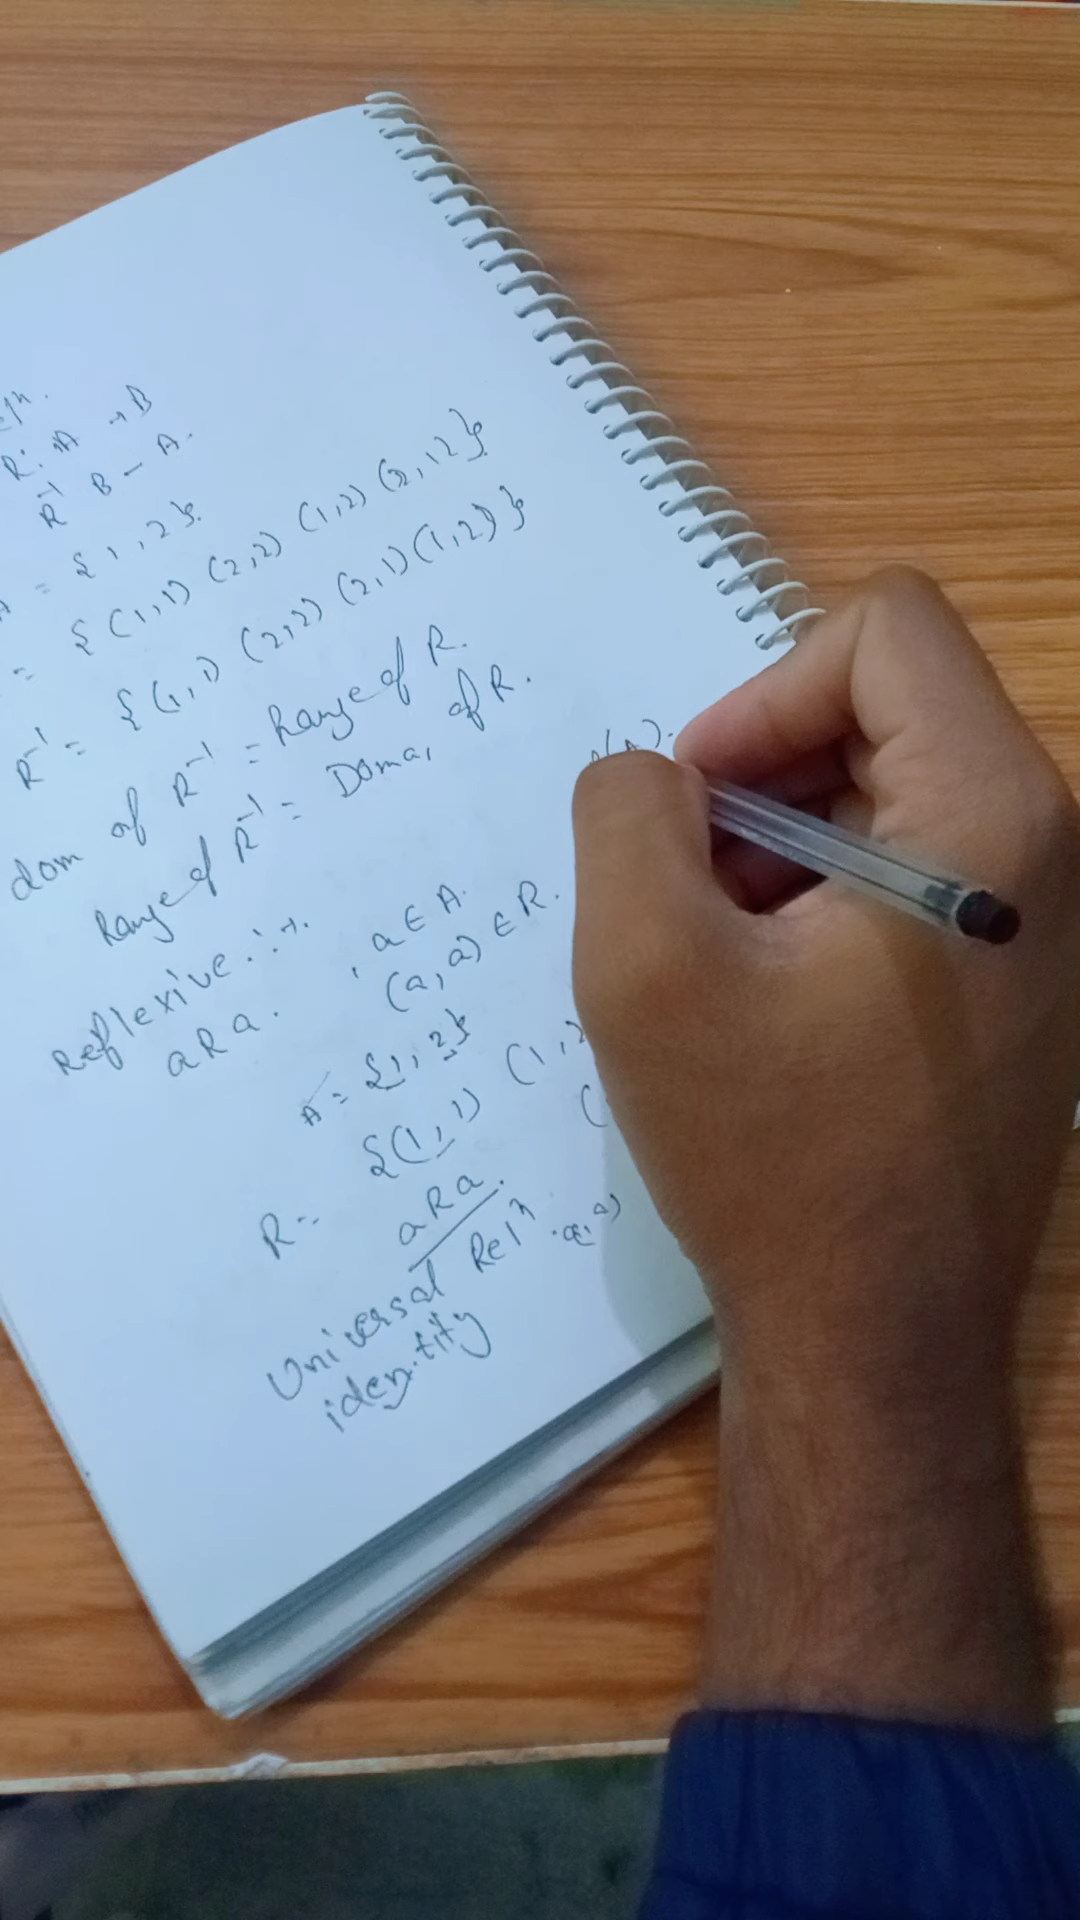 R: A → B
R⁻¹ B – A.
A = {1, 2}.
= {(1,1) (2,2) (1,2) (2,12}
R⁻¹ = {(1,1) (2,2) (2,1) (1,2)}
dom of R⁻¹ = Range of R.
Range of R⁻¹ = Domai of R.
(A).
Reflexive :→.
aRa. , a ∈ A.
(a, a) ∈ R.
A = {1, 2}
R = {(1, 1) (1, 2
(
aRa.
Universal Relⁿ. a, a)
identity